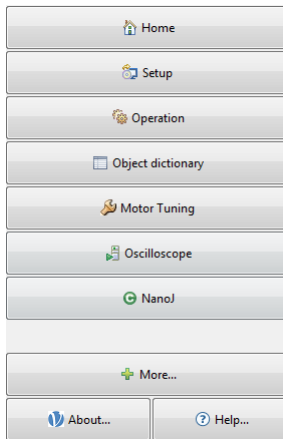 Home
Setup
Operation
Object dictionary
Motor Tuning
Oscilloscope
NanoJ
More...
About... Help...